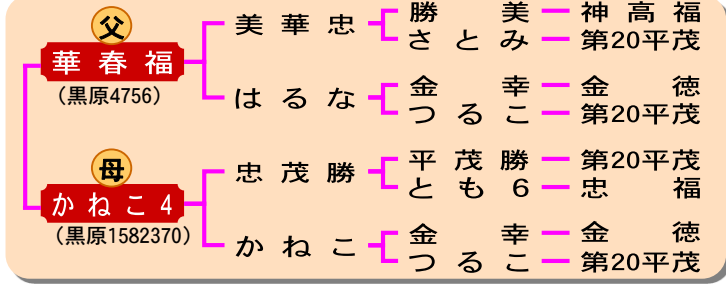 父
華春福
(黒原4756)
美華忠
勝美 神高福
さとみ 第20平茂
はるな
金幸 金徳
つるこ 第20平茂
母
かねこ4
(黒原1582370)
忠茂勝
平茂勝 第20平茂
とも6 忠福
かねこ
金幸 金徳
つるこ 第20平茂